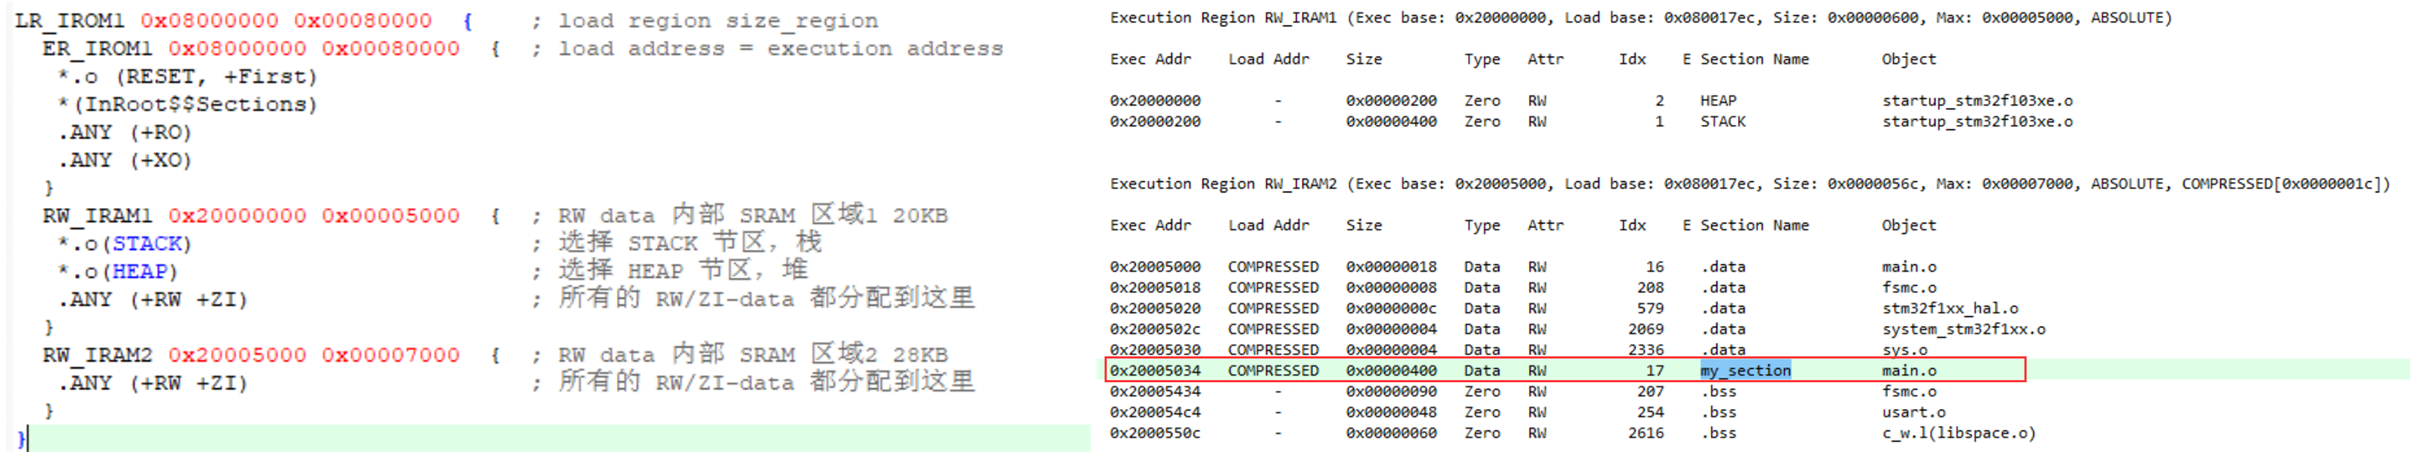 LR_IROM1 0x08000000 0x00080000  {    ; load region size_region
  ER_IROM1 0x08000000 0x00080000  {  ; load address = execution address
   *.o (RESET, +First)
   *(InRoot$$Sections)
   .ANY (+RO)
   .ANY (+XO)
  }
  RW_IRAM1 0x20000000 0x00005000  {  ; RW data 内部 SRAM 区域1 20KB
   *.o(STACK)                        ; 选择 STACK 节区，栈
   *.o(HEAP)                         ; 选择 HEAP 节区，堆
   .ANY (+RW +ZI)                    ; 所有的 RW/ZI-data 都分配到这里
  }
  RW_IRAM2 0x20005000 0x00007000  {  ; RW data 内部 SRAM 区域2 28KB
   .ANY (+RW +ZI)                    ; 所有的 RW/ZI-data 都分配到这里
  }
}
Execution Region RW_IRAM1 (Exec base: 0x20000000, Load base: 0x080017ec, Size: 0x00000600, Max: 0x00005000, ABSOLUTE)
Exec Addr    Load Addr    Size         Type   Attr      Idx    E Section Name        Object
0x20000000        -       0x00000200   Zero   RW            2    HEAP                startup_stm32f103xe.o
0x20000200        -       0x00000400   Zero   RW            1    STACK               startup_stm32f103xe.o
Execution Region RW_IRAM2 (Exec base: 0x20005000, Load base: 0x080017ec, Size: 0x0000056c, Max: 0x00007000, ABSOLUTE, COMPRESSED[0x0000001c])
Exec Addr    Load Addr    Size         Type   Attr      Idx    E Section Name        Object
0x20005000   COMPRESSED   0x00000018   Data   RW           16    .data               main.o
0x20005018   COMPRESSED   0x00000008   Data   RW          208    .data               fsmc.o
0x20005020   COMPRESSED   0x0000000c   Data   RW          579    .data               stm32f1xx_hal.o
0x2000502c   COMPRESSED   0x00000004   Data   RW         2069    .data               system_stm32f1xx.o
0x20005030   COMPRESSED   0x00000004   Data   RW         2336    .data               sys.o
0x20005034   COMPRESSED   0x00000400   Data   RW           17    my_section          main.o
0x20005434        -       0x00000090   Zero   RW          207    .bss                fsmc.o
0x200054c4        -       0x00000048   Zero   RW          254    .bss                usart.o
0x2000550c        -       0x00000060   Zero   RW         2616    .bss                c_w.l(libspace.o)